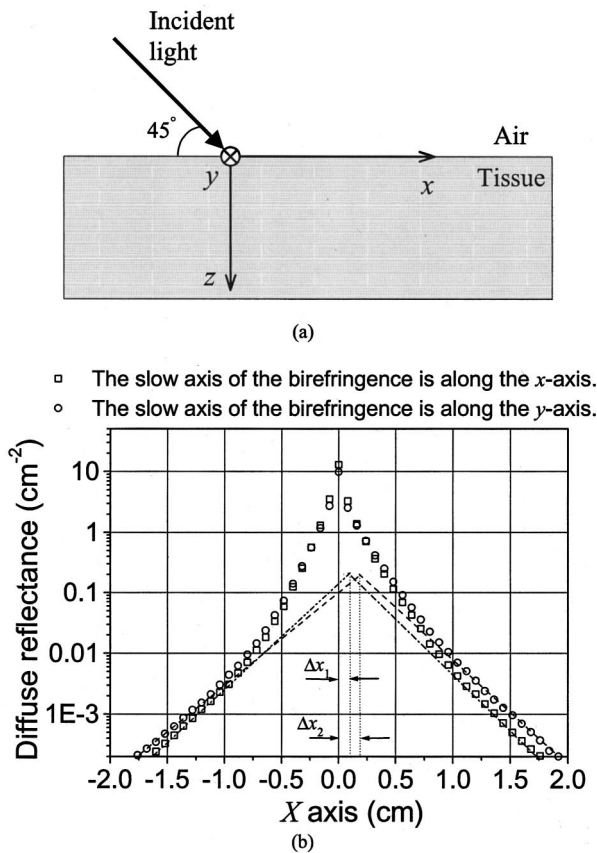 Incident
light
45°
Air
y
x
Tissue
z
(a)
The slow axis of the birefringence is along the x-axis.
The slow axis of the birefringence is along the y-axis.
Diffuse reflectance (cm⁻²)
10
1
0.1
0.01
1E-3
Δx₁
Δx₂
-2.0 -1.5 -1.0 -0.5 0.0 0.5 1.0 1.5 2.0
X axis (cm)
(b)